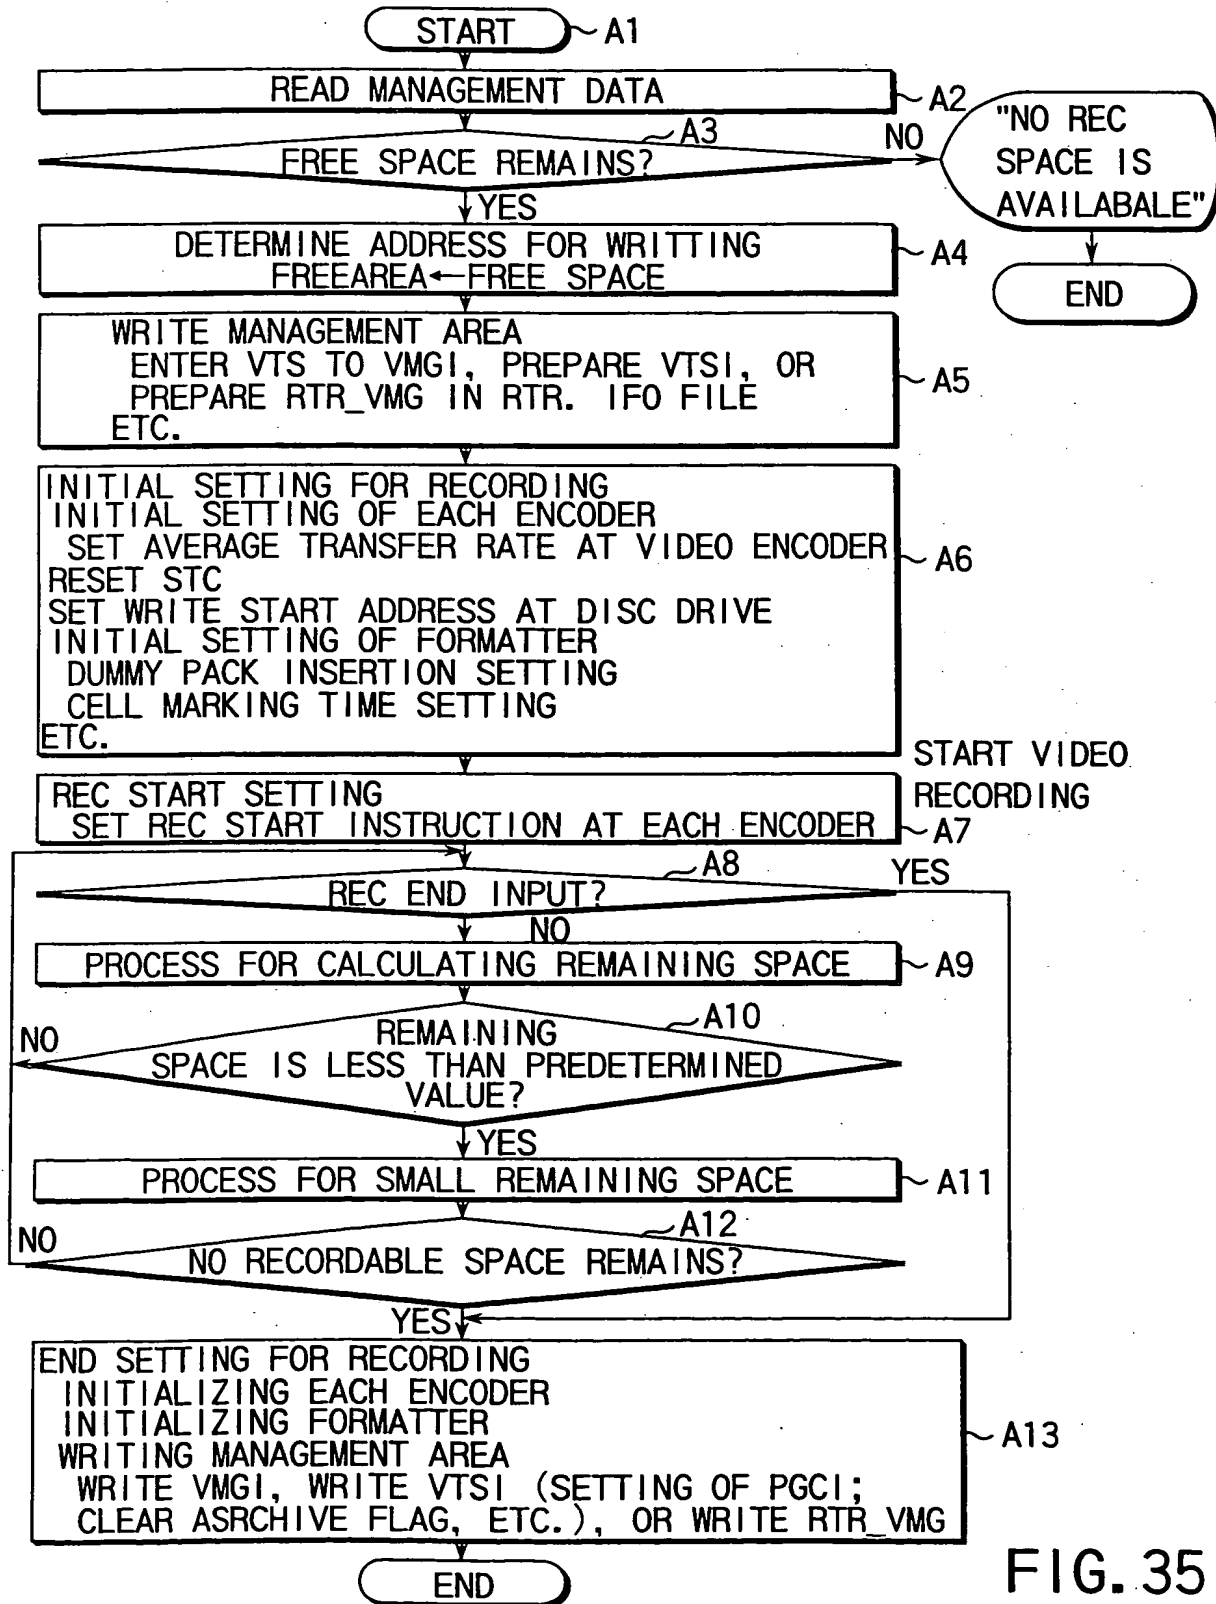 START
A1
READ MANAGEMENT DATA
A2
A3
FREE SPACE REMAINS?
NO
"NO REC
SPACE IS
AVAILABALE"
END
YES
DETERMINE ADDRESS FOR WRITTING
FREEAREA←FREE SPACE
A4
WRITE MANAGEMENT AREA
ENTER VTS TO VMGI, PREPARE VTSI, OR
PREPARE RTR_VMG IN RTR. IFO FILE
ETC.
A5
INITIAL SETTING FOR RECORDING
INITIAL SETTING OF EACH ENCODER
SET AVERAGE TRANSFER RATE AT VIDEO ENCODER
RESET STC
SET WRITE START ADDRESS AT DISC DRIVE
INITIAL SETTING OF FORMATTER
DUMMY PACK INSERTION SETTING
CELL MARKING TIME SETTING
ETC.
A6
START VIDEO
RECORDING
REC START SETTING
SET REC START INSTRUCTION AT EACH ENCODER
A7
A8
REC END INPUT?
YES
NO
PROCESS FOR CALCULATING REMAINING SPACE
A9
A10
REMAINING
SPACE IS LESS THAN PREDETERMINED
VALUE?
NO
YES
PROCESS FOR SMALL REMAINING SPACE
A11
A12
NO RECORDABLE SPACE REMAINS?
NO
YES
END SETTING FOR RECORDING
INITIALIZING EACH ENCODER
INITIALIZING FORMATTER
WRITING MANAGEMENT AREA
WRITE VMGI, WRITE VTSI (SETTING OF PGCI;
CLEAR ASRCHIVE FLAG, ETC.), OR WRITE RTR_VMG
A13
END
FIG. 35